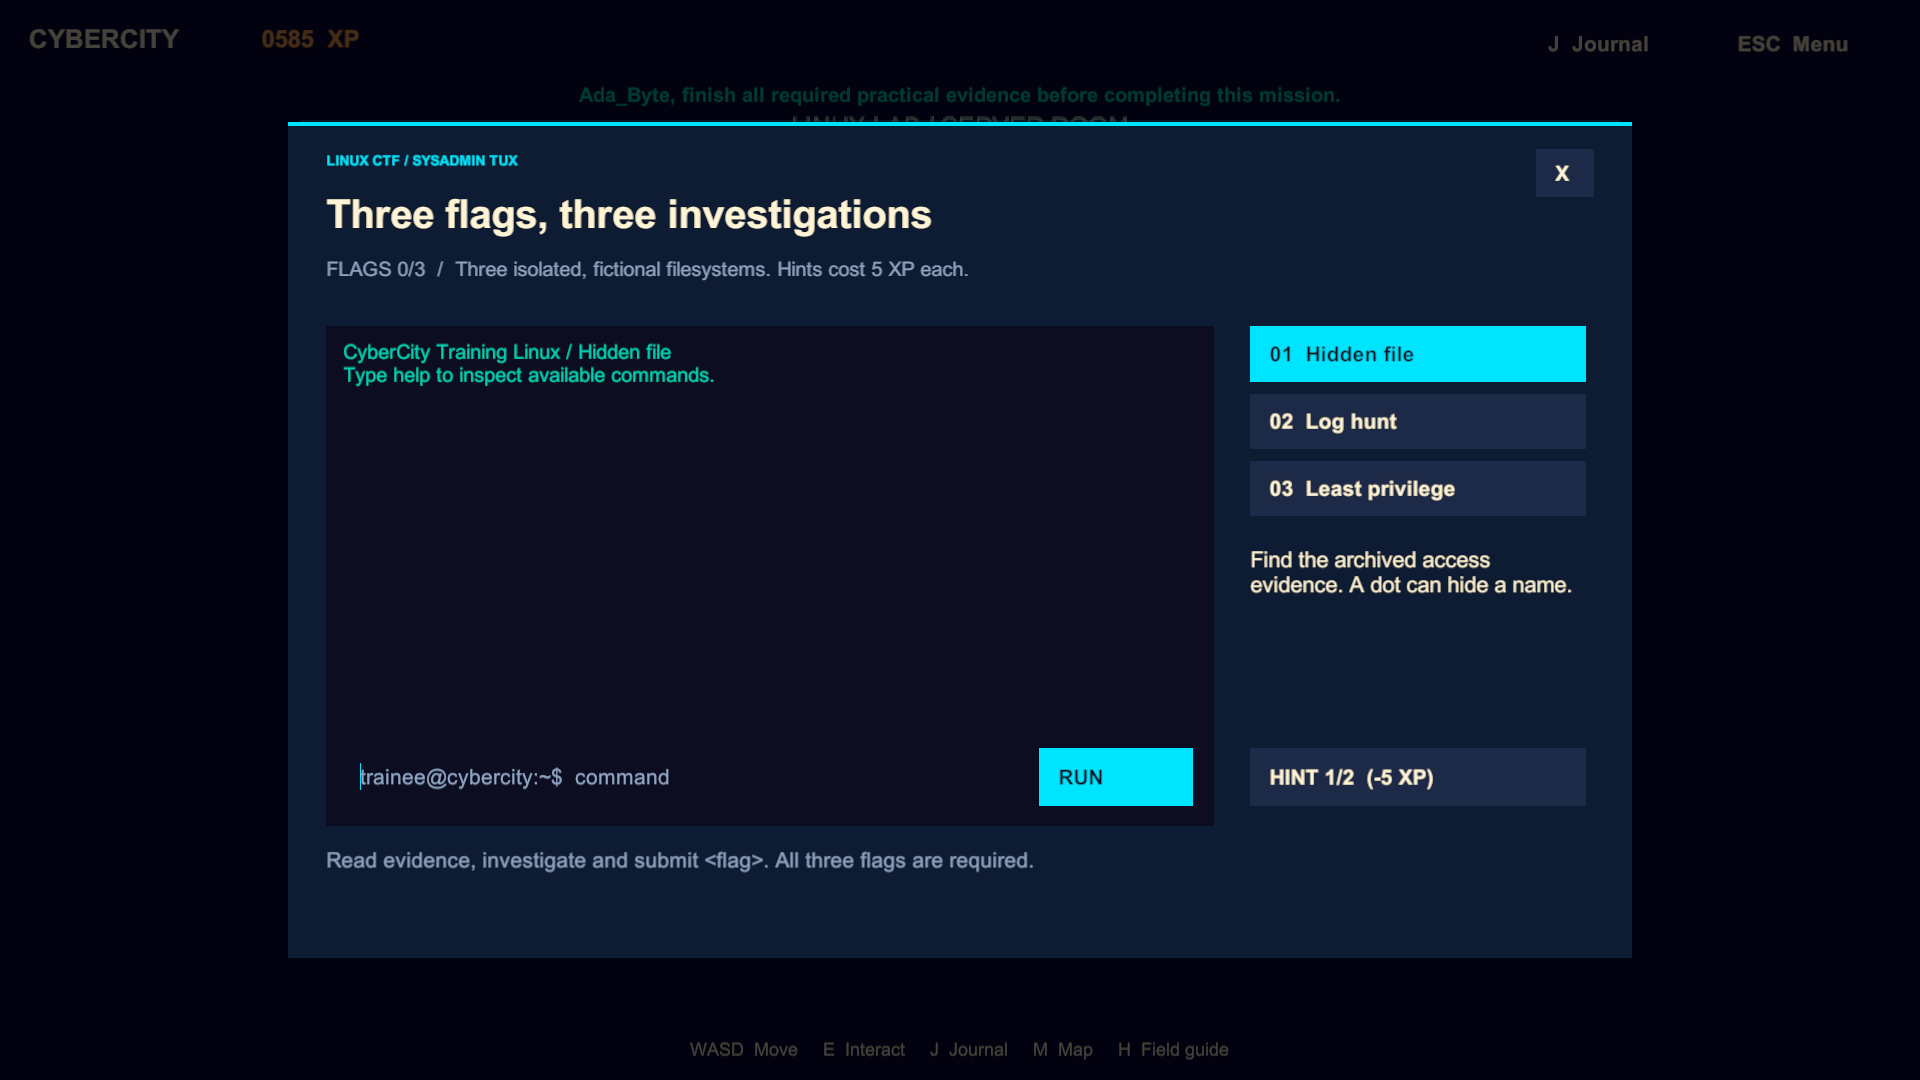 CYBERCITY
0585 XP
J Journal
ESC Menu
Ada_Byte, finish all required practical evidence before completing this mission.
LINUX LAB / SERVER ROOM
LINUX CTF / SYSADMIN TUX
X
Three flags, three investigations
FLAGS 0/3 / Three isolated, fictional filesystems. Hints cost 5 XP each.
CyberCity Training Linux / Hidden file
Type help to inspect available commands.
01 Hidden file
02 Log hunt
03 Least privilege
Find the archived access
evidence. A dot can hide a name.
trainee@cybercity:~$ command
RUN
HINT 1/2 (-5 XP)
Read evidence, investigate and submit <flag>. All three flags are required.
WASD Move E Interact J Journal M Map H Field guide